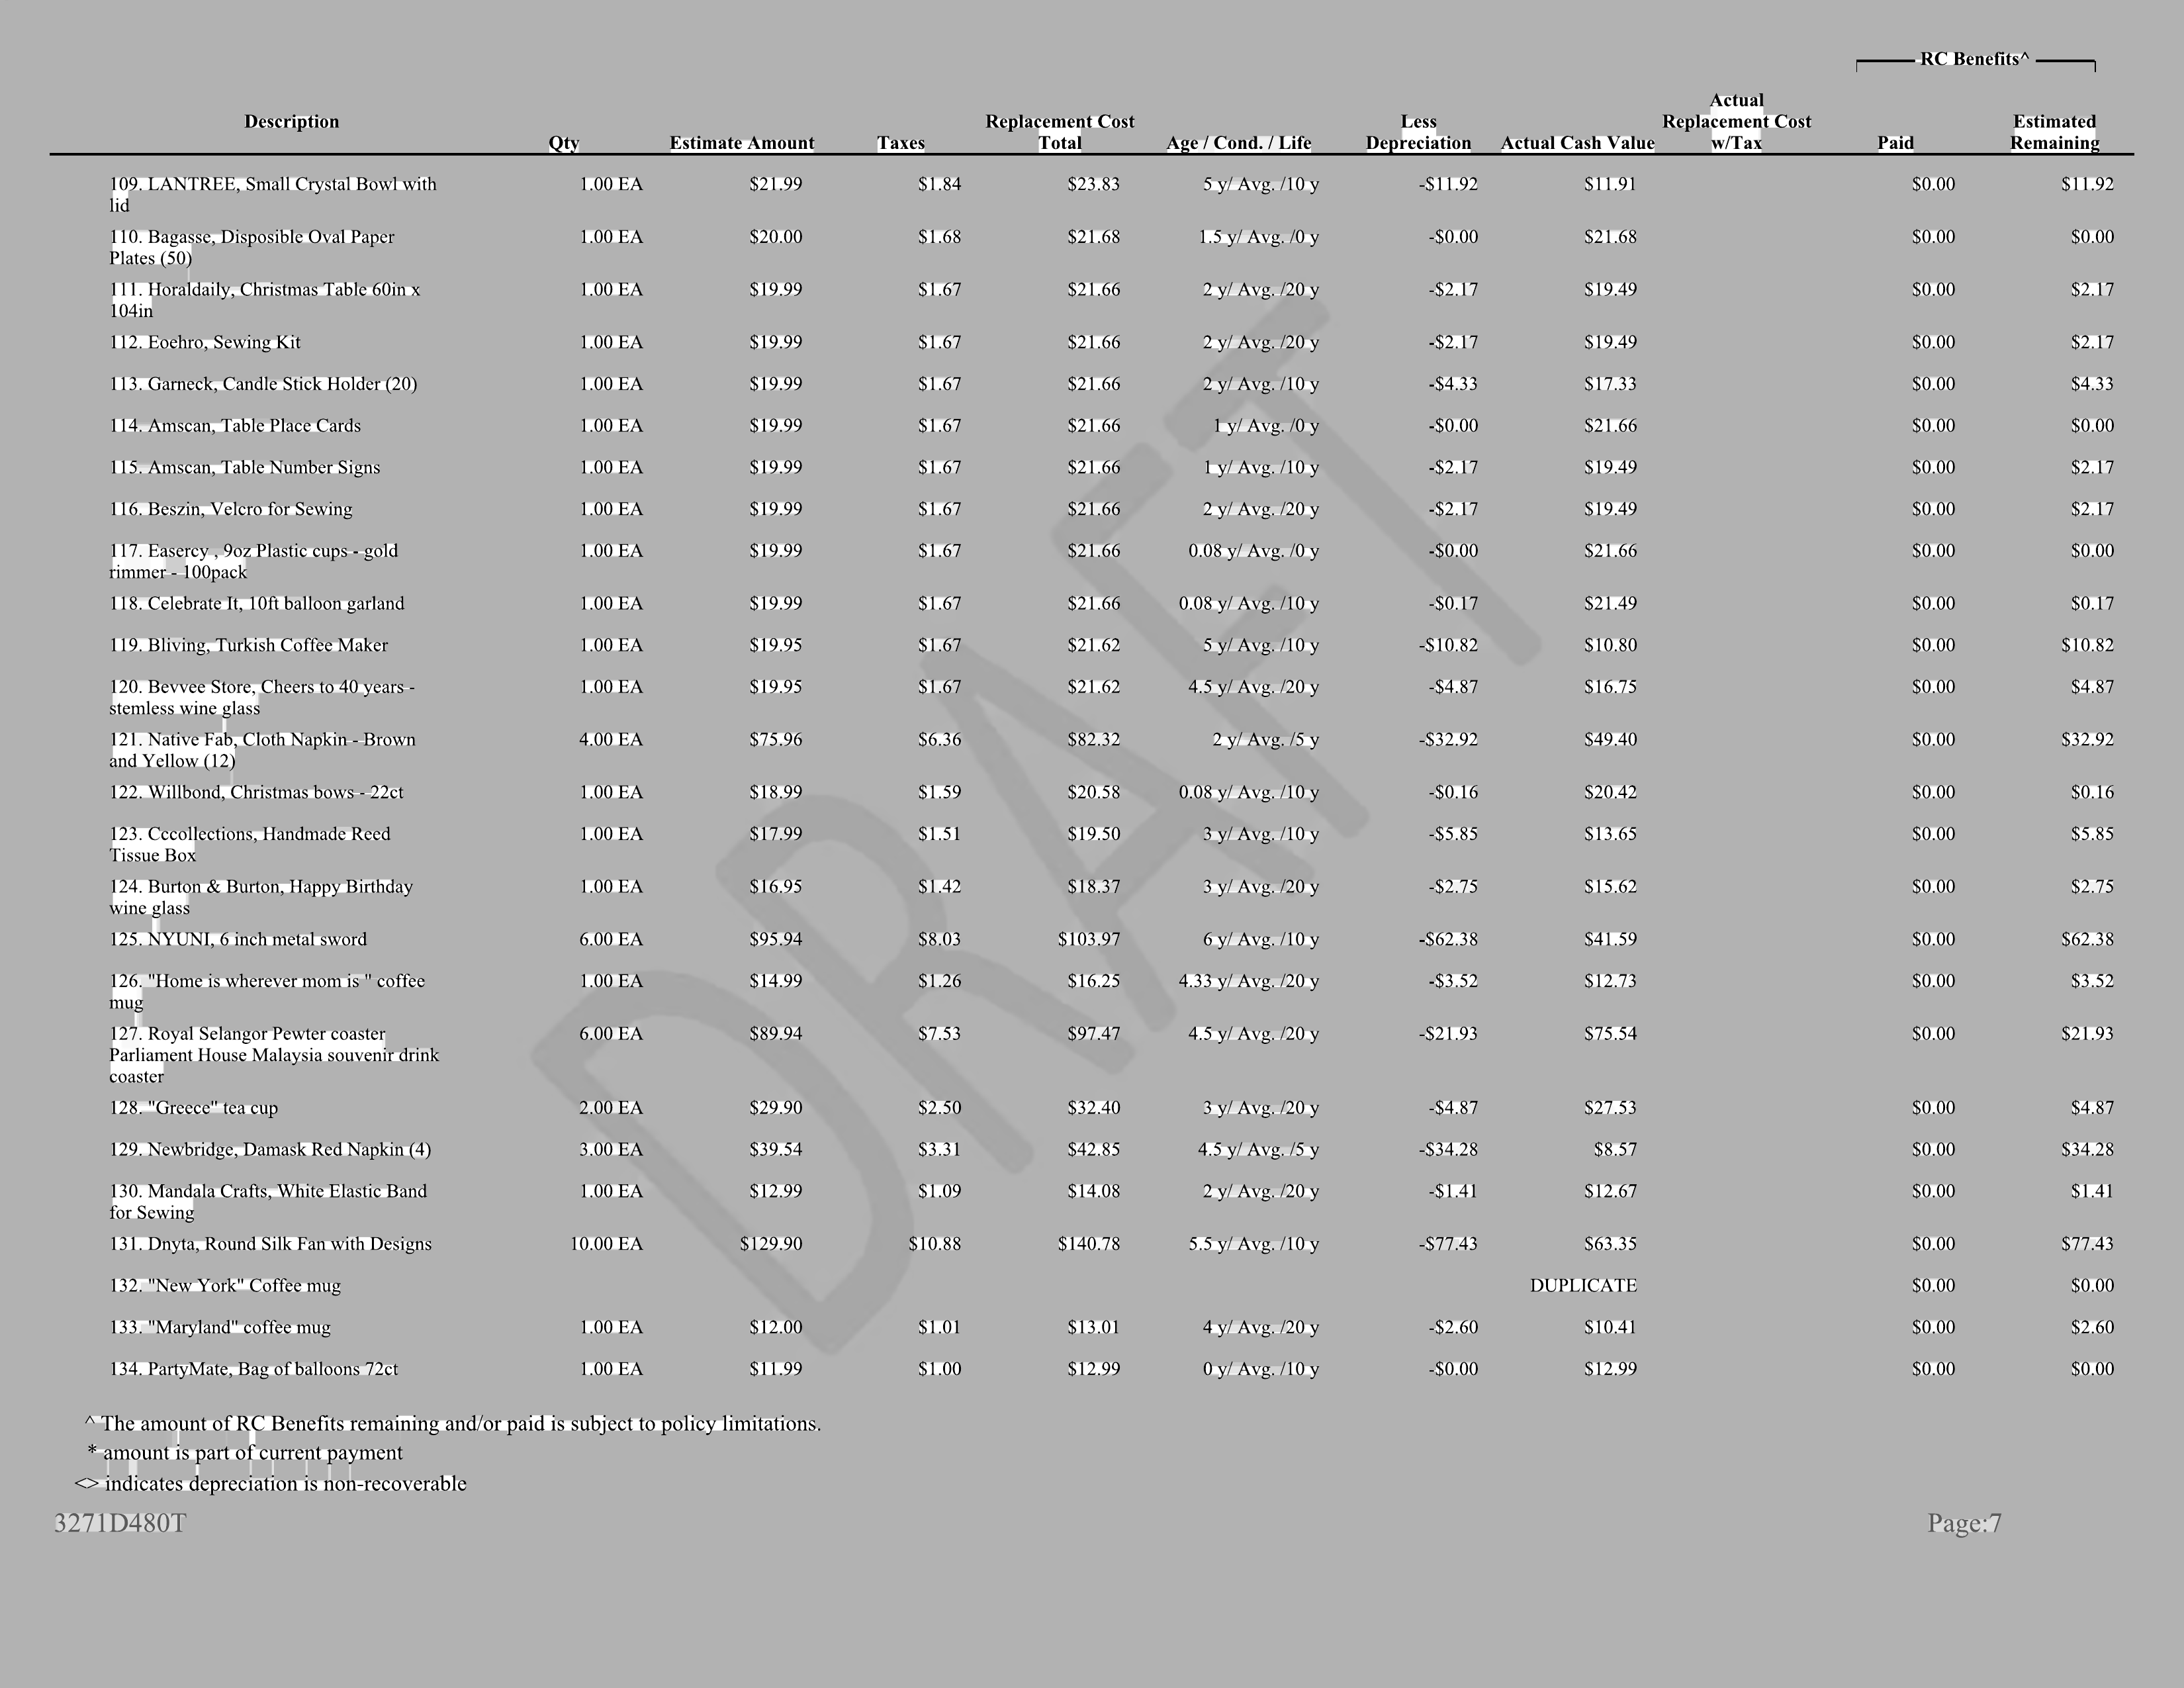 RC Benefits^
Description Qty Estimate Amount Taxes Replacement Cost Total Age / Cond. / Life Less Depreciation Actual Cash Value Actual Replacement Cost w/Tax Paid Estimated Remaining
109. LANTREE, Small Crystal Bowl with 1.00 EA $21.99 $1.84 $23.83 5 y/ Avg. /10 y -$11.92 $11.91 $0.00 $11.92
lid
110. Bagasse, Disposible Oval Paper 1.00 EA $20.00 $1.68 $21.68 1.5 y/ Avg. /0 y -$0.00 $21.68 $0.00 $0.00
Plates (50)
111. Horaldaily, Christmas Table 60in x 1.00 EA $19.99 $1.67 $21.66 2 y/ Avg. /20 y -$2.17 $19.49 $0.00 $2.17
104in
112. Eoehro, Sewing Kit 1.00 EA $19.99 $1.67 $21.66 2 y/ Avg. /20 y -$2.17 $19.49 $0.00 $2.17
113. Garneck, Candle Stick Holder (20) 1.00 EA $19.99 $1.67 $21.66 2 y/ Avg. /10 y -$4.33 $17.33 $0.00 $4.33
114. Amscan, Table Place Cards 1.00 EA $19.99 $1.67 $21.66 1 y/ Avg. /0 y -$0.00 $21.66 $0.00 $0.00
115. Amscan, Table Number Signs 1.00 EA $19.99 $1.67 $21.66 1 y/ Avg. /10 y -$2.17 $19.49 $0.00 $2.17
116. Beszin, Velcro for Sewing 1.00 EA $19.99 $1.67 $21.66 2 y/ Avg. /20 y -$2.17 $19.49 $0.00 $2.17
117. Easercy , 9oz Plastic cups - gold 1.00 EA $19.99 $1.67 $21.66 0.08 y/ Avg. /0 y -$0.00 $21.66 $0.00 $0.00
rimmer - 100pack
118. Celebrate It, 10ft balloon garland 1.00 EA $19.99 $1.67 $21.66 0.08 y/ Avg. /10 y -$0.17 $21.49 $0.00 $0.17
119. Bliving, Turkish Coffee Maker 1.00 EA $19.95 $1.67 $21.62 5 y/ Avg. /10 y -$10.82 $10.80 $0.00 $10.82
120. Bevvee Store, Cheers to 40 years - 1.00 EA $19.95 $1.67 $21.62 4.5 y/ Avg. /20 y -$4.87 $16.75 $0.00 $4.87
stemless wine glass
121. Native Fab, Cloth Napkin - Brown 4.00 EA $75.96 $6.36 $82.32 2 y/ Avg. /5 y -$32.92 $49.40 $0.00 $32.92
and Yellow (12)
122. Willbond, Christmas bows - 22ct 1.00 EA $18.99 $1.59 $20.58 0.08 y/ Avg. /10 y -$0.16 $20.42 $0.00 $0.16
123. Cccollections, Handmade Reed 1.00 EA $17.99 $1.51 $19.50 3 y/ Avg. /10 y -$5.85 $13.65 $0.00 $5.85
Tissue Box
124. Burton & Burton, Happy Birthday 1.00 EA $16.95 $1.42 $18.37 3 y/ Avg. /20 y -$2.75 $15.62 $0.00 $2.75
wine glass
125. NYUNI, 6 inch metal sword 6.00 EA $95.94 $8.03 $103.97 6 y/ Avg. /10 y -$62.38 $41.59 $0.00 $62.38
126. "Home is wherever mom is " coffee 1.00 EA $14.99 $1.26 $16.25 4.33 y/ Avg. /20 y -$3.52 $12.73 $0.00 $3.52
mug
127. Royal Selangor Pewter coaster 6.00 EA $89.94 $7.53 $97.47 4.5 y/ Avg. /20 y -$21.93 $75.54 $0.00 $21.93
Parliament House Malaysia souvenir drink
coaster
128. "Greece" tea cup 2.00 EA $29.90 $2.50 $32.40 3 y/ Avg. /20 y -$4.87 $27.53 $0.00 $4.87
129. Newbridge, Damask Red Napkin (4) 3.00 EA $39.54 $3.31 $42.85 4.5 y/ Avg. /5 y -$34.28 $8.57 $0.00 $34.28
130. Mandala Crafts, White Elastic Band 1.00 EA $12.99 $1.09 $14.08 2 y/ Avg. /20 y -$1.41 $12.67 $0.00 $1.41
for Sewing
131. Dnyta, Round Silk Fan with Designs 10.00 EA $129.90 $10.88 $140.78 5.5 y/ Avg. /10 y -$77.43 $63.35 $0.00 $77.43
132. "New York" Coffee mug DUPLICATE $0.00 $0.00
133. "Maryland" coffee mug 1.00 EA $12.00 $1.01 $13.01 4 y/ Avg. /20 y -$2.60 $10.41 $0.00 $2.60
134. PartyMate, Bag of balloons 72ct 1.00 EA $11.99 $1.00 $12.99 0 y/ Avg. /10 y -$0.00 $12.99 $0.00 $0.00
DRAFT
^ The amount of RC Benefits remaining and/or paid is subject to policy limitations.
* amount is part of current payment
<> indicates depreciation is non-recoverable
3271D480T Page:7